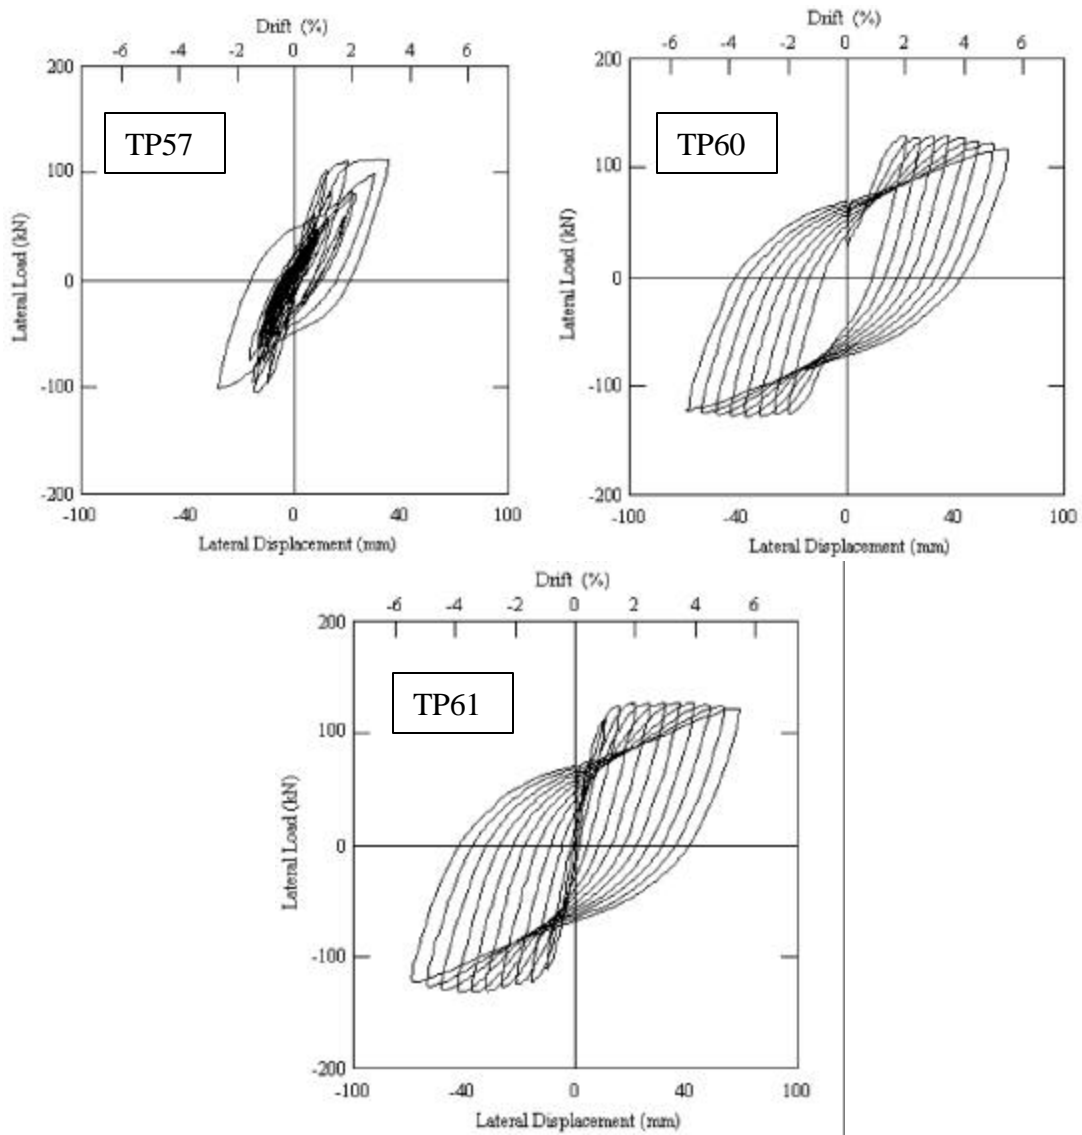 Drift (%)
-6 -4 -2 0 2 4 6
200
TP57
100
Lateral Load (kN)
0
-100
-200
-100 -40 0 40 100
Lateral Displacement (mm)
Drift (%)
-6 -4 -2 0 2 4 6
200
TP60
100
Lateral Load (kN)
0
-100
-200
-100 -40 0 40 100
Lateral Displacement (mm)
Drift (%)
-6 -4 -2 0 2 4 6
200
TP61
100
Lateral Load (kN)
0
-100
-200
-100 -40 0 40 100
Lateral Displacement (mm)